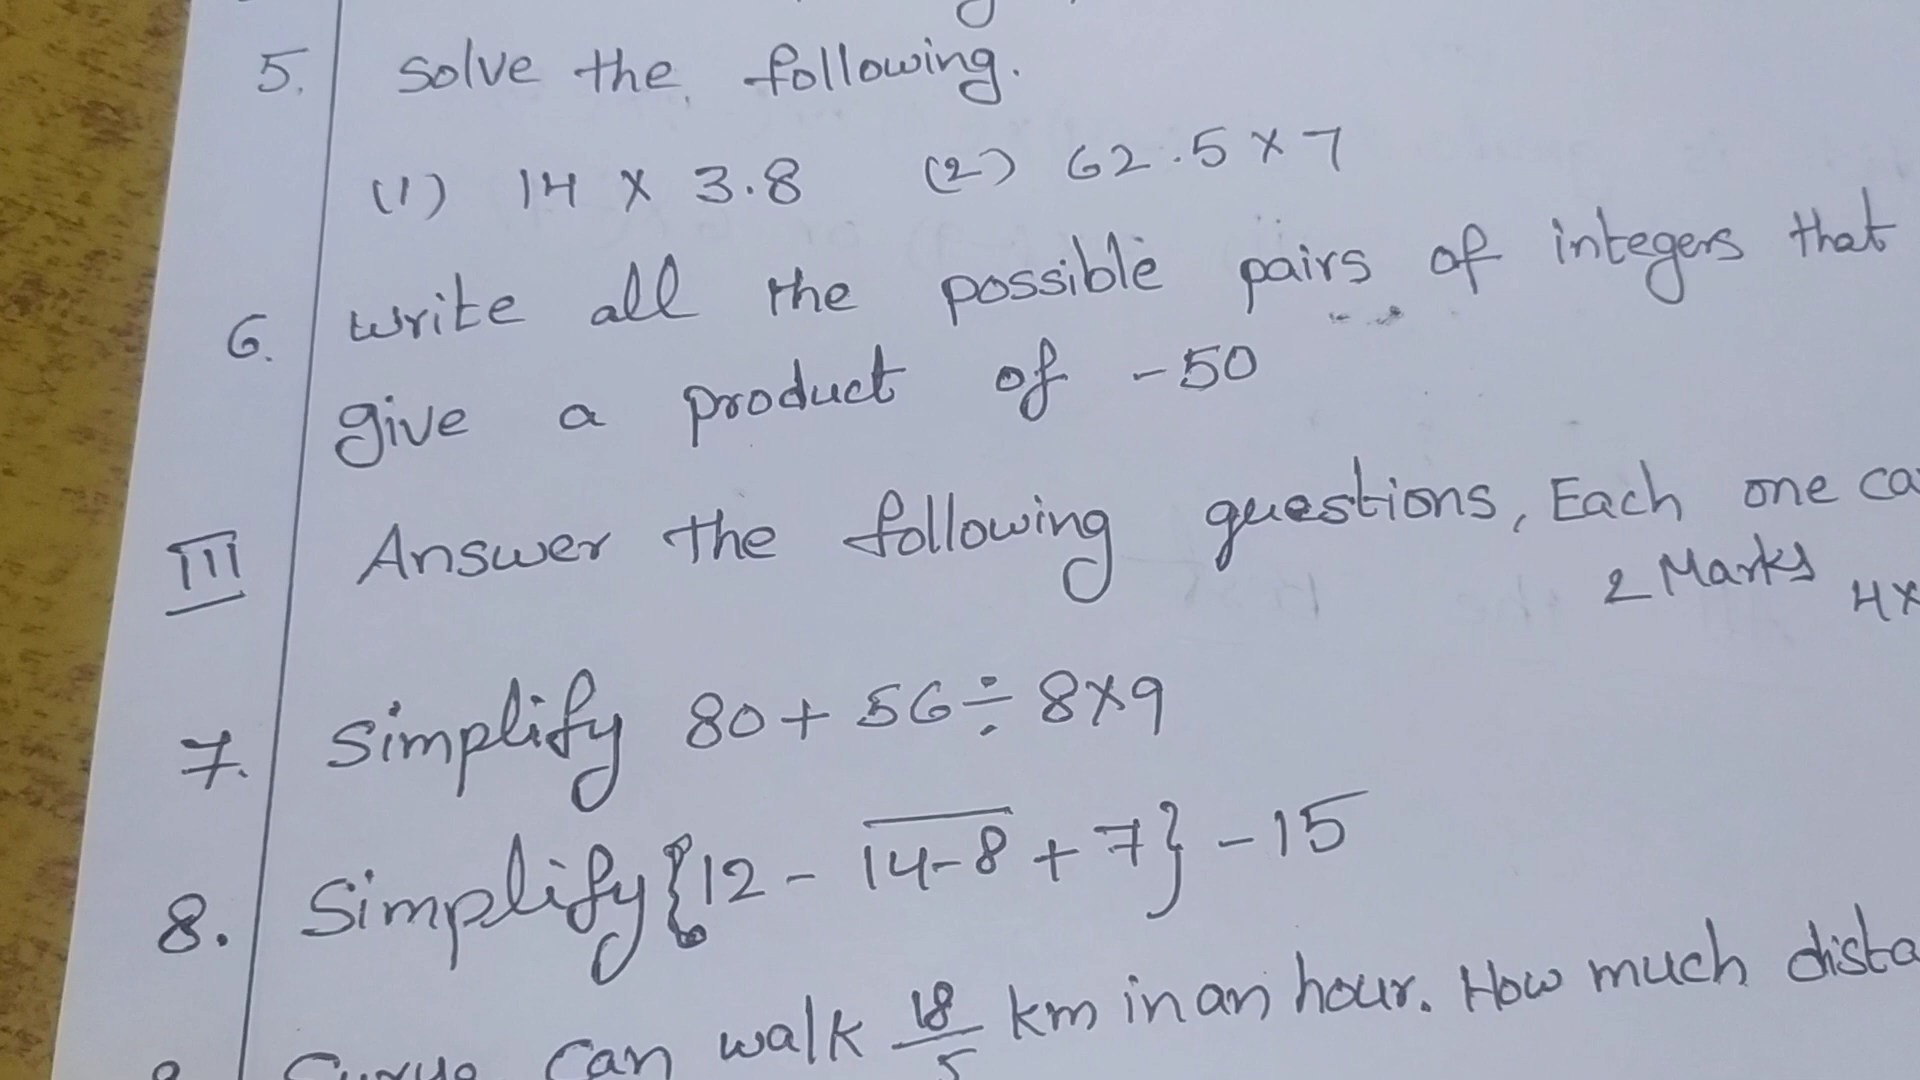 5. Solve the following.
(1) 14 × 3.8 (2) 62.5 × 7
6. Write all the possible pairs of integers that
give a product of -50
III Answer the following questions, Each one ca
2 Marks 4×
7. Simplify 80 + 56 ÷ 8×9
8. Simplify {12 - \overline{14-8} + 7} - 15
can walk 18/5 km in an hour. How much dista